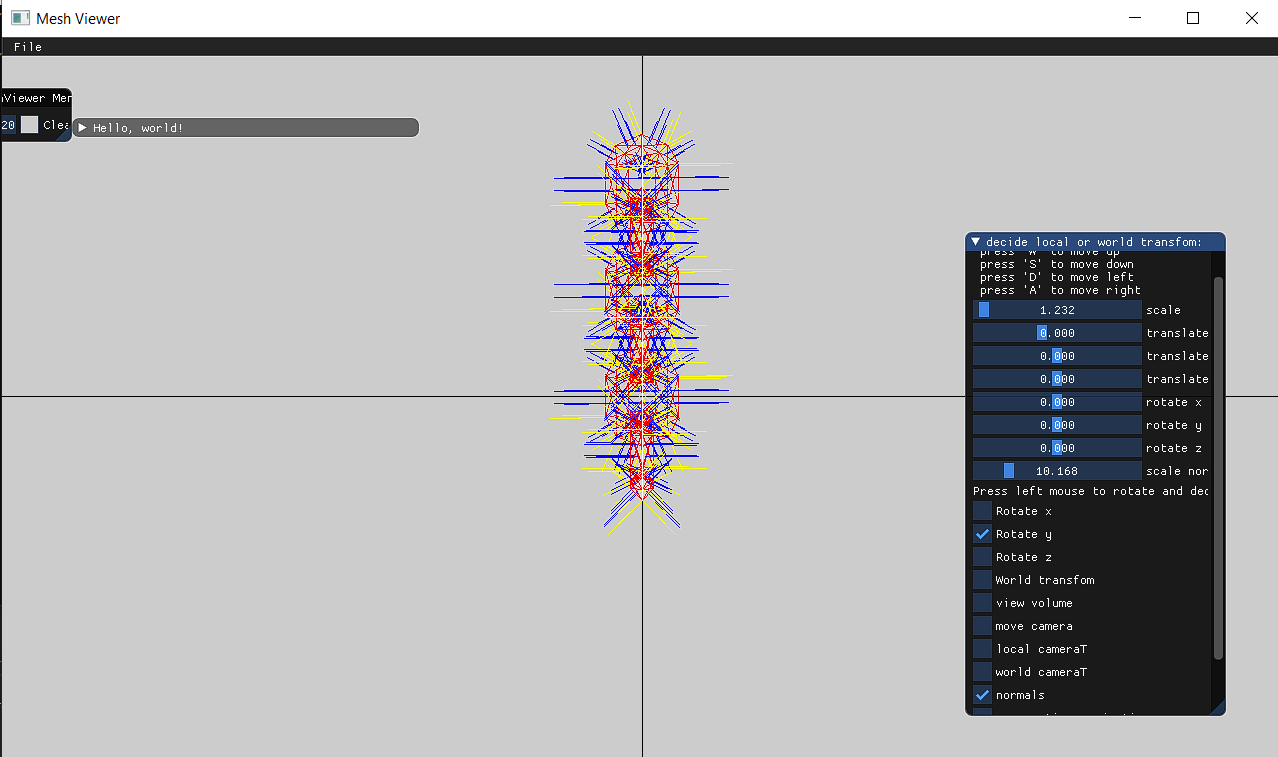 Mesh Viewer
File
Viewer Mer
20 Clea
Hello, world!
decide local or world transfom:
press 'W' to move up
press 'S' to move down
press 'D' to move left
press 'A' to move right
1.232 scale
0.000 translate
0.000 translate
0.000 translate
0.000 rotate x
0.000 rotate y
0.000 rotate z
10.168 scale nor
Press left mouse to rotate and dec
Rotate x
Rotate y
Rotate z
World transfom
view volume
move camera
local cameraT
world cameraT
normals